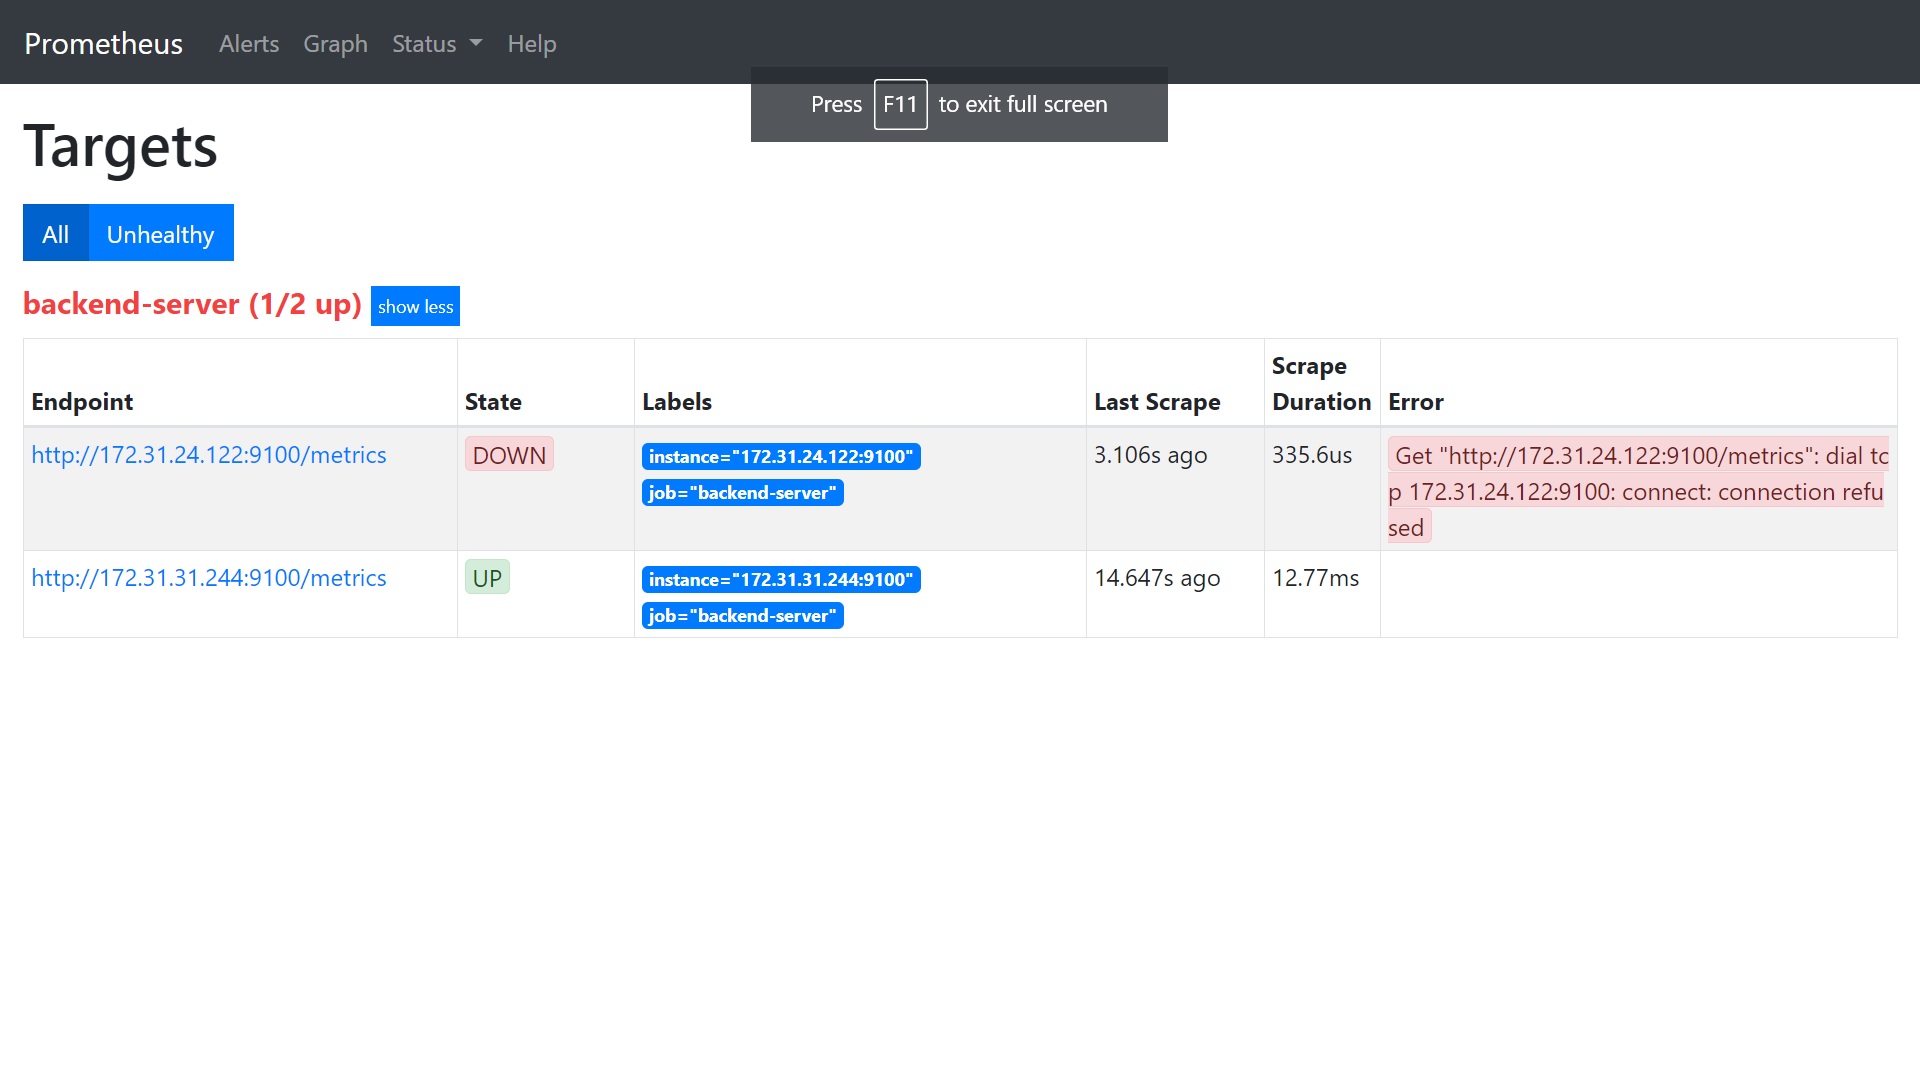 Prometheus Alerts Graph Status Help
Press F11 to exit full screen
Targets
All Unhealthy
backend-server (1/2 up) show less
Endpoint State Labels Last Scrape Scrape Duration Error
http://172.31.24.122:9100/metrics DOWN instance="172.31.24.122:9100" 3.106s ago 335.6us Get "http://172.31.24.122:9100/metrics": dial tc
job="backend-server" p 172.31.24.122:9100: connect: connection refu
sed
http://172.31.31.244:9100/metrics UP instance="172.31.31.244:9100" 14.647s ago 12.77ms
job="backend-server"